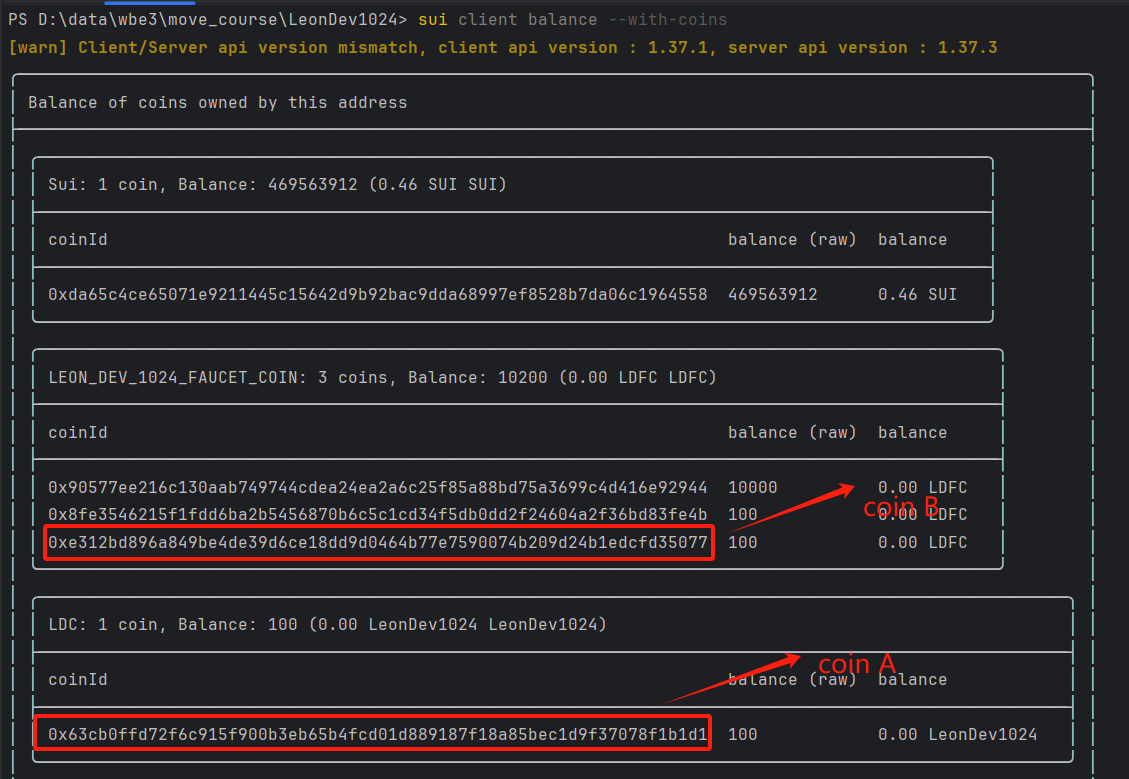 PS D:\data\wbe3\move_course\LeonDev1024> sui client balance --with-coins
[warn] Client/Server api version mismatch, client api version : 1.37.1, server api version : 1.37.3
Balance of coins owned by this address
Sui: 1 coin, Balance: 469563912 (0.46 SUI SUI)
coinId balance (raw) balance
0xda65c4ce65071e9211445c15642d9b92bac9dda68997ef8528b7da06c1964558 469563912 0.46 SUI
LEON_DEV_1024_FAUCET_COIN: 3 coins, Balance: 10200 (0.00 LDFC LDFC)
coinId balance (raw) balance
0x90577ee216c130aab749744cdea24ea2a6c25f85a88bd75a3699c4d416e92944 10000 0.00 LDFC
coin B
0x8fe3546215f1fdd6ba2b5456870b6c5c1cd34f5db0dd2f24604a2f36bd83fe4b 100 0.00 LDFC
0xe312bd896a849be4de39d6ce18dd9d0464b77e7590074b209d24b1edcfd35077 100 0.00 LDFC
LDC: 1 coin, Balance: 100 (0.00 LeonDev1024 LeonDev1024)
coin A
coinId balance (raw) balance
0x63cb0ffd72f6c915f900b3eb65b4fcd01d889187f18a85bec1d9f37078f1b1d1 100 0.00 LeonDev1024